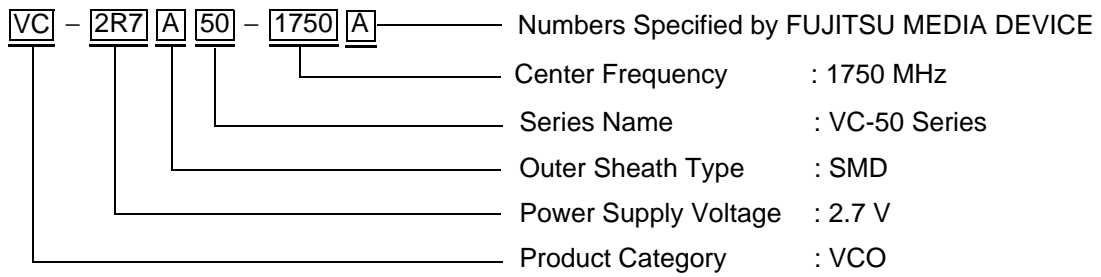 VC – 2R7 A 50 – 1750 A Numbers Specified by FUJITSU MEDIA DEVICE
Center Frequency : 1750 MHz
Series Name : VC-50 Series
Outer Sheath Type : SMD
Power Supply Voltage : 2.7 V
Product Category : VCO